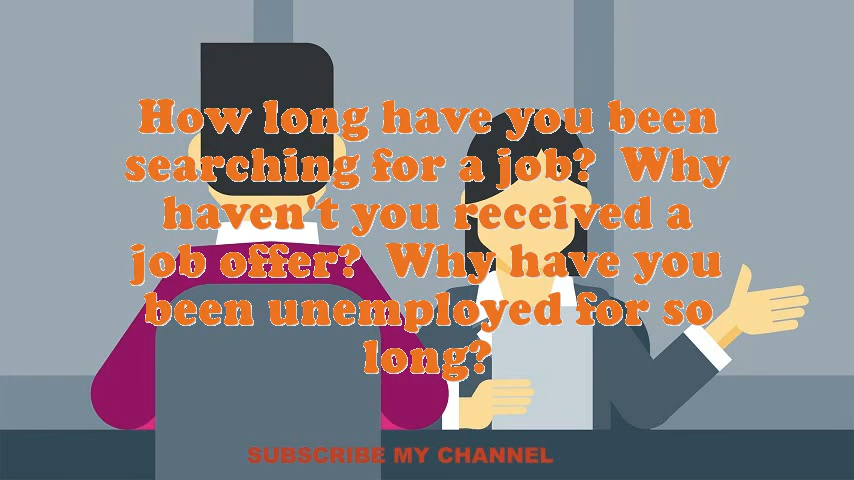 How long have you been
searching for a job?  Why
haven't you received a
job offer?  Why have you
been unemployed for so
long?
SUBSCRIBE MY CHANNEL